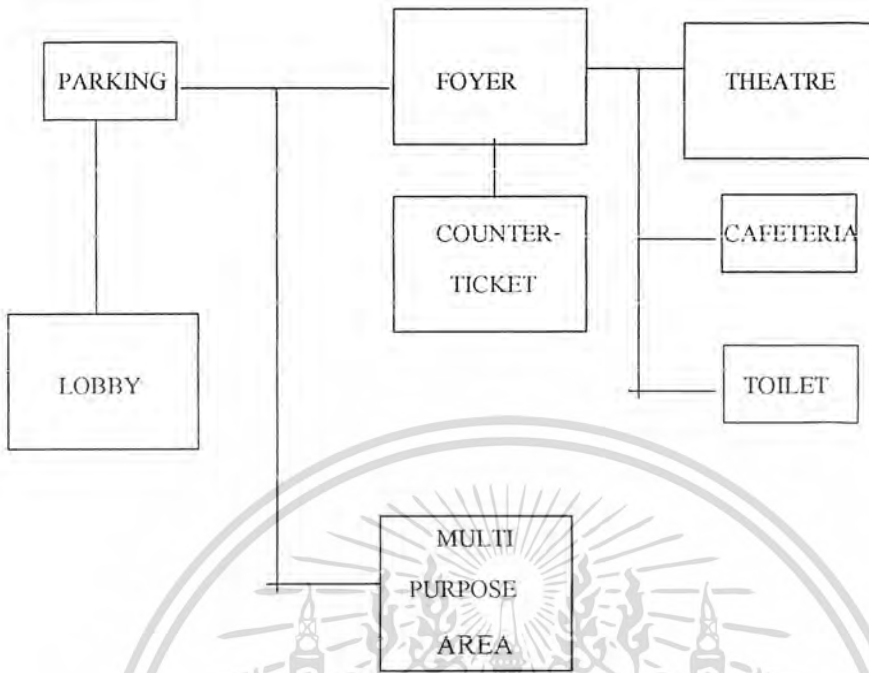 PARKING
FOYER
THEATRE
COUNTER-
TICKET
CAFETERIA
LOBBY
TOILET
MULTI
PURPOSE
AREA